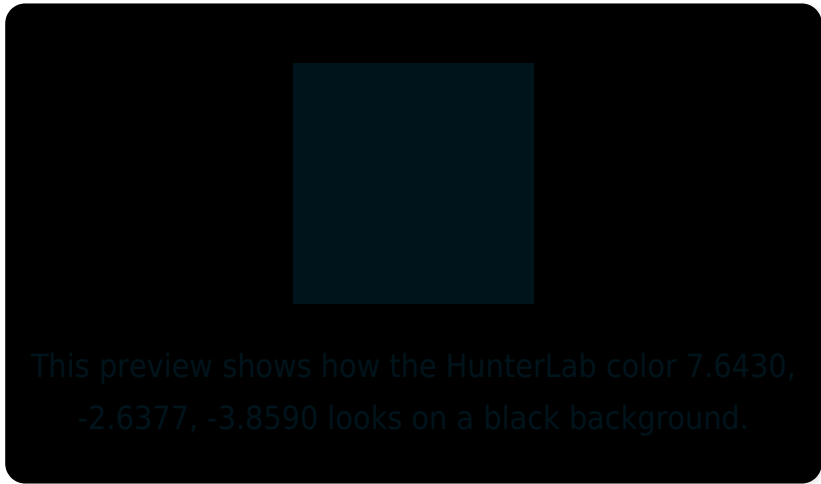 This preview shows how the HunterLab color 7.6430,
-2.6377, -3.8590 looks on a black background.